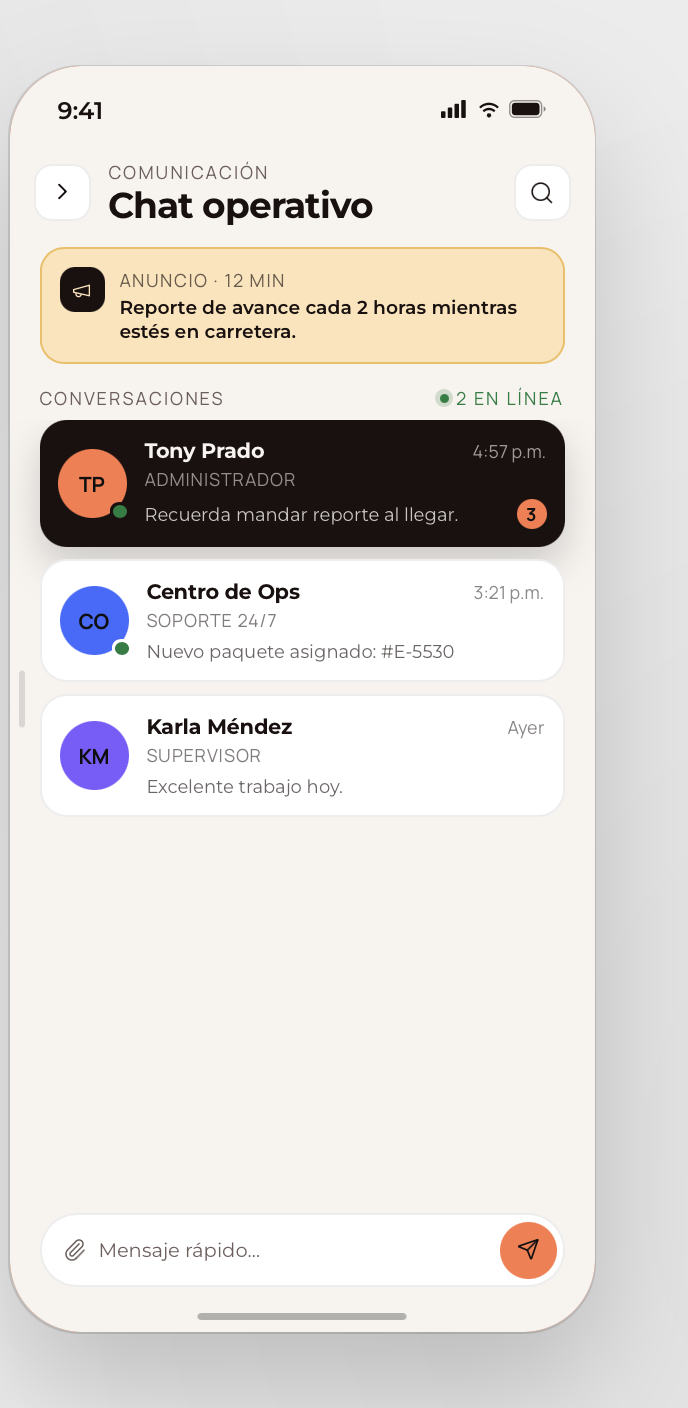 9:41
COMUNICACIÓN
Chat operativo
ANUNCIO · 12 MIN
Reporte de avance cada 2 horas mientras
estés en carretera.
CONVERSACIONES
2 EN LÍNEA
TP
Tony Prado
4:57 p.m.
ADMINISTRADOR
Recuerda mandar reporte al llegar.
3
CO
Centro de Ops
3:21 p.m.
SOPORTE 24/7
Nuevo paquete asignado: #E-5530
KM
Karla Méndez
Ayer
SUPERVISOR
Excelente trabajo hoy.
Mensaje rápido...